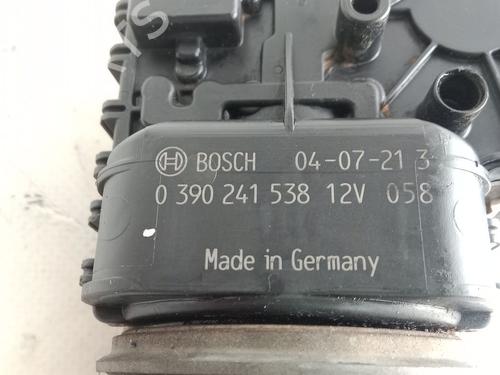 BOSCH 04-07-21 3
0 390 241 538 12V 058
Made in Germany